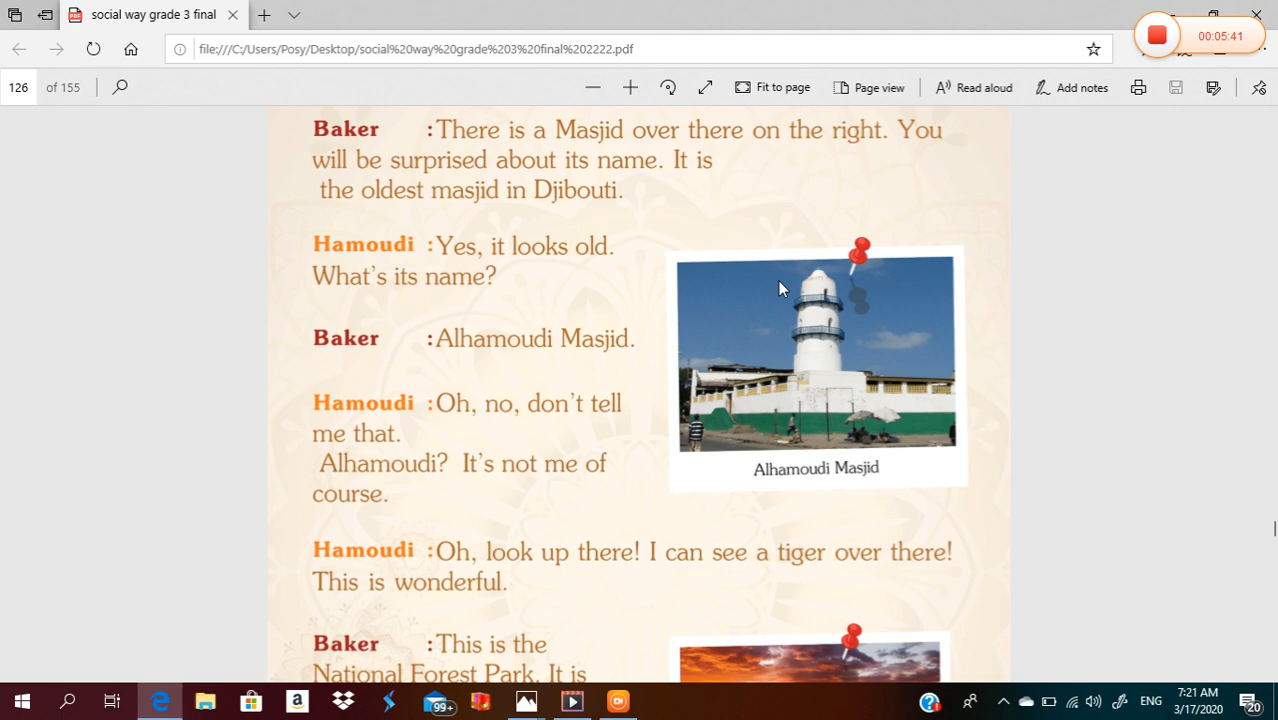 social way grade 3 final
00:05:41
file:///C:/Users/Posy/Desktop/social%20way%20grade%203%20final%202222.pdf
126 of 155
Fit to page
Page view
Read aloud
Add notes
Baker :There is a Masjid over there on the right. You
will be surprised about its name. It is
the oldest masjid in Djibouti.
Hamoudi :Yes, it looks old.
What's its name?
Baker :Alhamoudi Masjid.
Hamoudi :Oh, no, don't tell
me that.
Alhamoudi? It's not me of
course.
Alhamoudi Masjid
Hamoudi :Oh, look up there! I can see a tiger over there!
This is wonderful.
Baker :This is the
National Forest Park. It is
99+
ENG
7:21 AM
3/17/2020
20